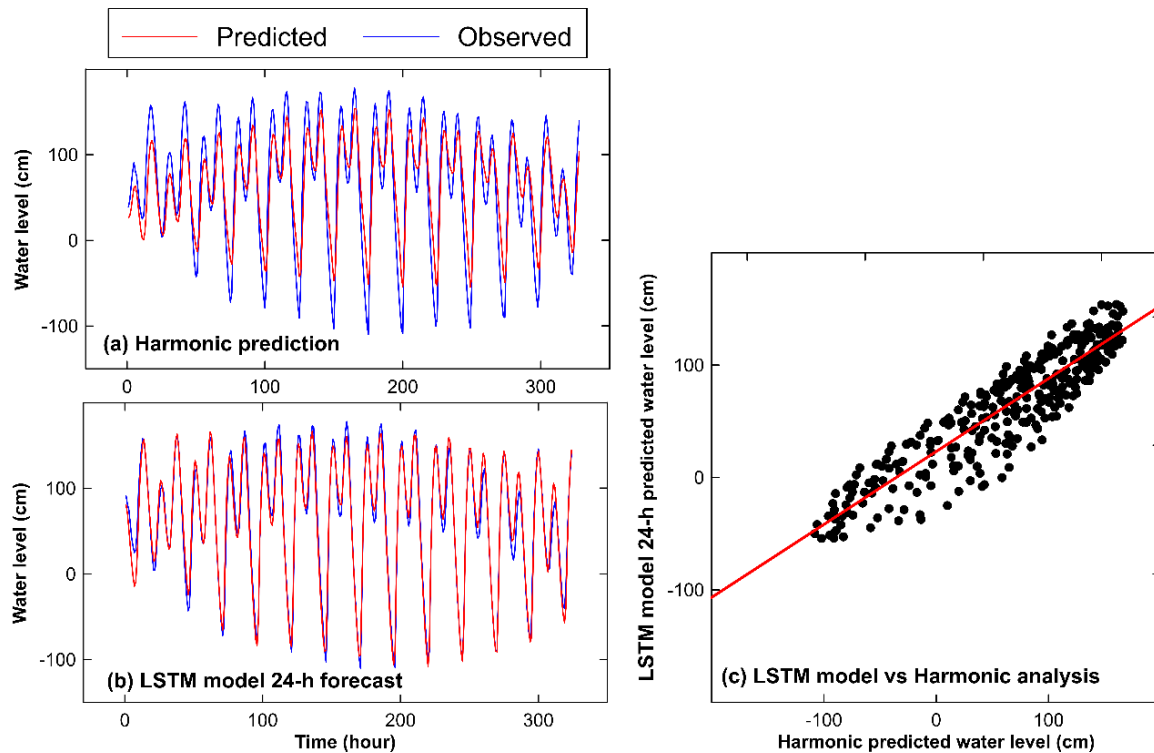 Predicted
Observed
Water level (cm)
100
0
-100
(a) Harmonic prediction
0
100
200
300
Water level (cm)
100
0
-100
(b) LSTM model 24-h forecast
0
100
200
300
Time (hour)
LSTM model 24-h predicted water level (cm)
100
0
-100
(c) LSTM model vs Harmonic analysis
-100
0
100
Harmonic predicted water level (cm)